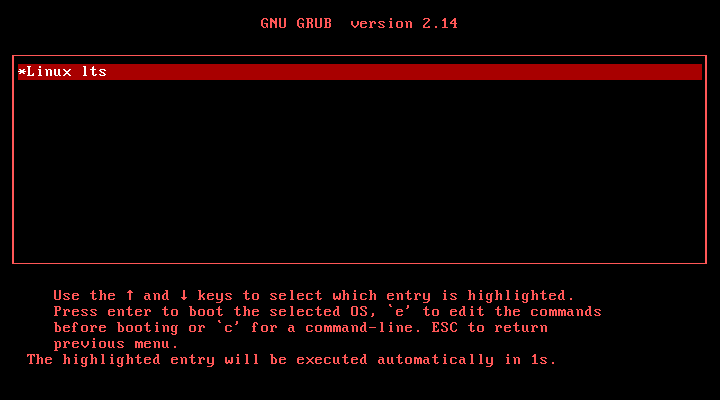 GNU GRUB  version 2.14
*Linux lts
Use the ↑ and ↓ keys to select which entry is highlighted.
Press enter to boot the selected OS, `e' to edit the commands
before booting or `c' for a command-line. ESC to return
previous menu.
The highlighted entry will be executed automatically in 1s.